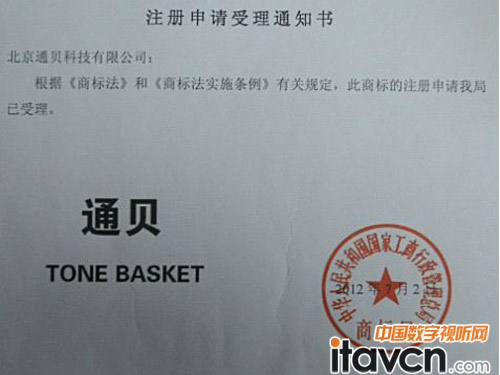 注册申请受理通知书
北京通贝科技有限公司：
根据《商标法》和《商标法实施条例》有关规定，此商标的注册申请我局
已受理。
通贝
TONE BASKET
中华人民共和国国家工商行政管理总局
2012 年 7 月 2
商标局
中国数字视听网
itavcn.com